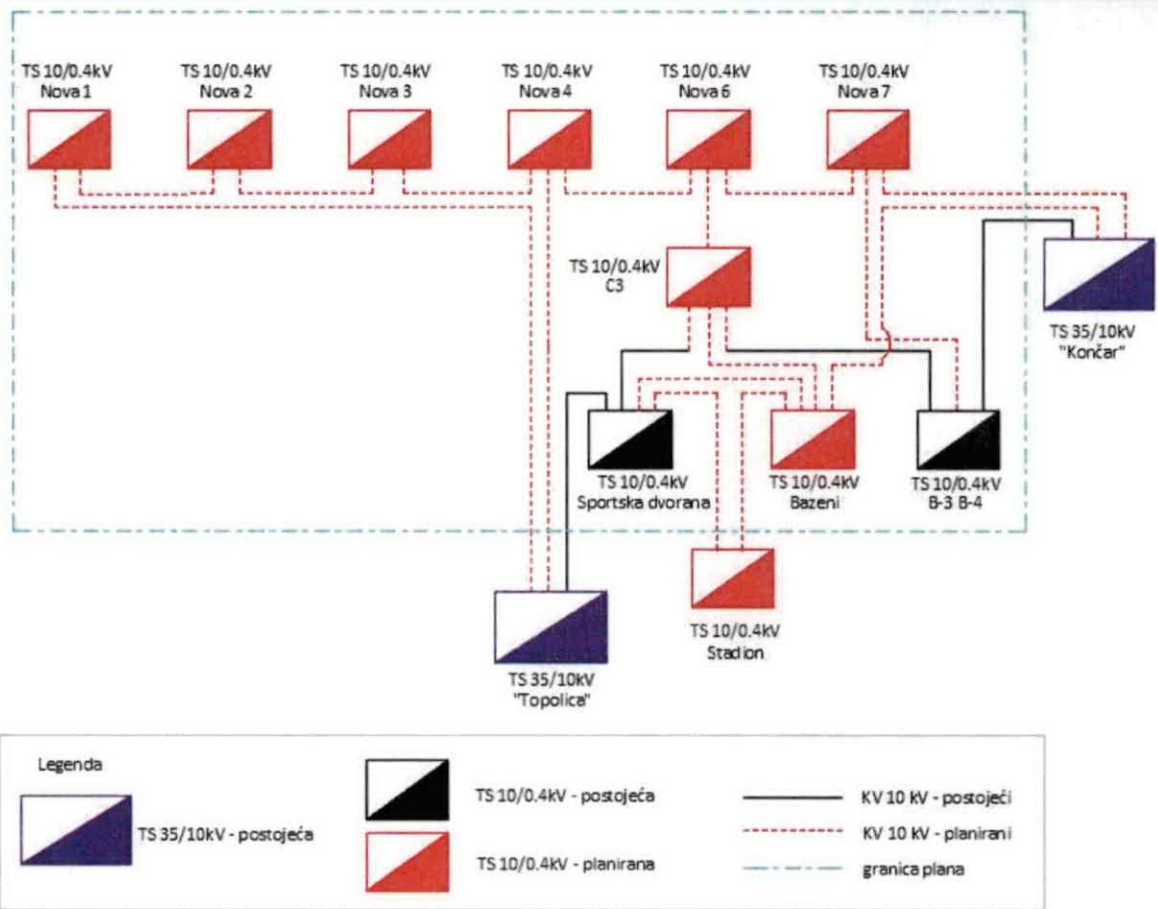 TS 10/0.4kV
Nova 1
TS 10/0.4kV
Nova 2
TS 10/0.4kV
Nova 3
TS 10/0.4kV
Nova 4
TS 10/0.4kV
Nova 6
TS 10/0.4kV
Nova 7
TS 10/0.4kV
C3
TS 35/10kV
"Končar"
TS 10/0.4kV
Sportska dvorana
TS 10/0.4kV
Bazeni
TS 10/0.4kV
B-3 B-4
TS 10/0.4kV
Stadion
TS 35/10kV
"Topolica"
Legenda
TS 35/10kV - postojeća
TS 10/0.4kV - postojeća
TS 10/0.4kV - planirana
KV 10 kV - postojeći
KV 10 kV - planirani
granica plana